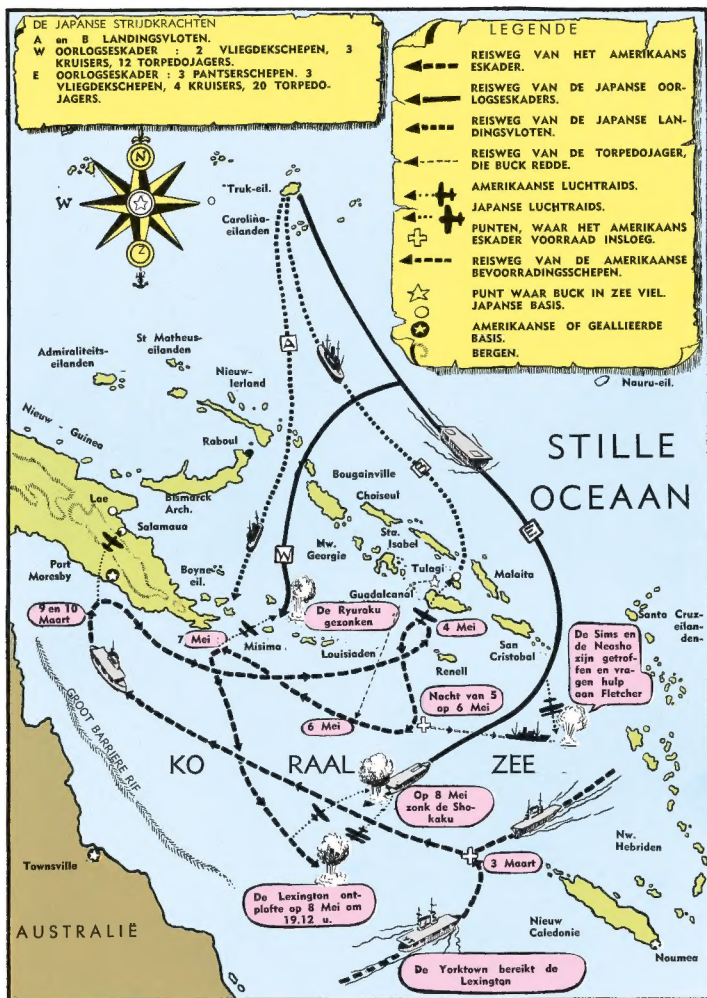 DE JAPANSE STRIJDKRACHTEN
A en B LANDINGSVLOTEN.
W OORLOGSESKADER : 2 VLIEGDEKSCHEPEN, 3
KRUISERS, 12 TORPEDOJAGERS.
E OORLOGSESKADER : 3 PANTSERSCHEPEN. 3
VLIEGDEKSCHEPEN, 4 KRUISERS, 20 TORPEDO-
JAGERS.
LEGENDE
REISWEG VAN HET AMERIKAANS
ESKADER.
REISWEG VAN DE JAPANSE OOR-
LOGSESKADERS.
REISWEG VAN DE JAPANSE LAN-
DINGSVLOTEN.
REISWEG VAN DE TORPEDOJAGER,
DIE BUCK REDDE.
AMERIKAANSE LUCHTRAIDS.
JAPANSE LUCHTRAIDS.
PUNTEN, WAAR HET AMERIKAANS
ESKADER VOORRAAD INSLOEG.
REISWEG VAN DE AMERIKAANSE
BEVOORRADINGSSCHEPEN.
PUNT WAAR BUCK IN ZEE VIEL.
JAPANSE BASIS.
AMERIKAANSE OF GEALLIEERDE
BASIS.
BERGEN.
N
W
O
Z
Truk-eil.
Carolina-
eilanden
A
St Matheus-
eilanden
Admiraliteits-
eilanden
Nieuw-
Ierland
Nauru-eil.
Nieuw - Guinea
Raboul
STILLE
OCEAAN
Bismarck
Arch.
Lae
Salamaua
Bougainville
Choiseul
Sta.
Isabel
Nw.
Georgie
W
E
Tulagi
Malaita
Port
Moresby
Boyne-
eil.
Guadalcanal
9 en 10
Maart
De Ryuraku
gezonken
4 Mei
7
Mei
Misima
Louisiaden
San
Cristobal
Renell
Santa Cruz-
eilan-
den-
De Sims en
de Neosho
zijn getrof-
fen en vra-
gen hulp
aan Fletcher
Nacht van 5
op 6 Mei
6 Mei
GROOT BARRIERE RIF
KO RAAL ZEE
Op 8 Mei
zonk de Sho-
kaku
Nw.
Hebriden
Townsville
3 Maart
De Lexington ont-
plofte op 8 Mei om
19.12 u.
AUSTRALIË
Nieuw
Caledonie
Noumea
De Yorktown bereikt de
Lexington